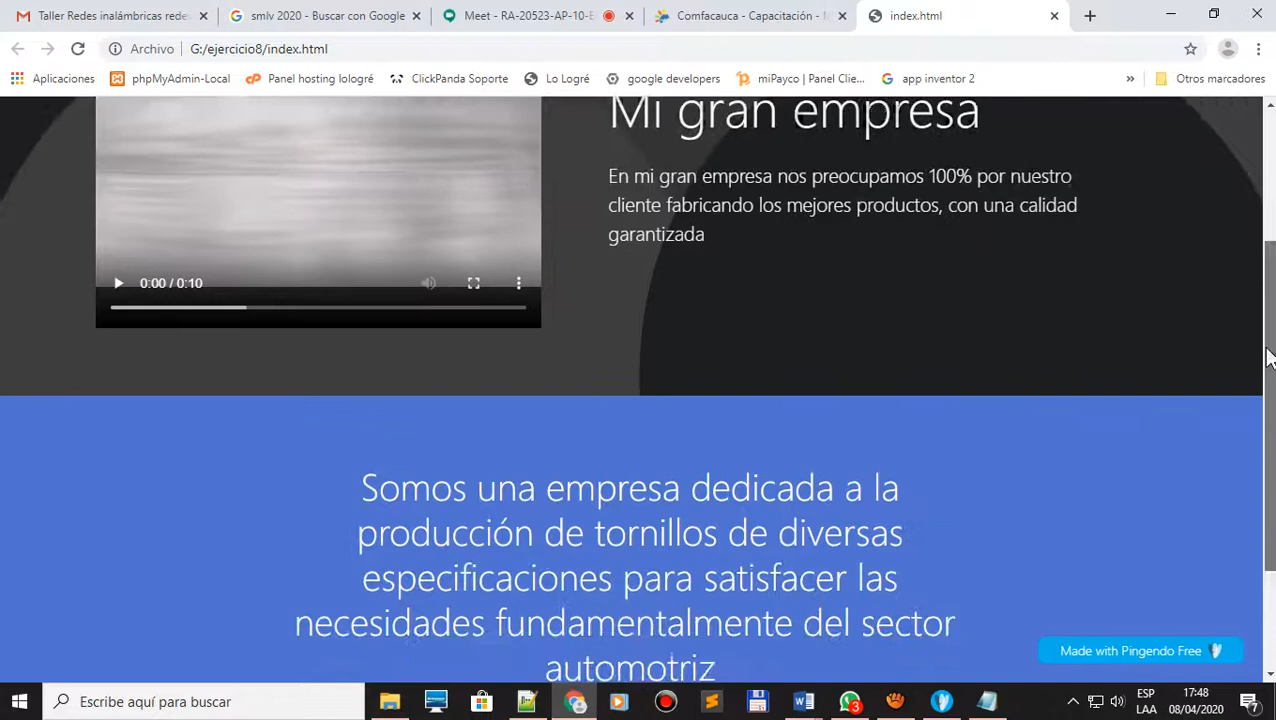 Taller Redes inalámbricas rede
smlv 2020 - Buscar con Google
Meet - RA-20523-AP-10-E
Comfacauca - Capacitación -
index.html
Archivo
G:/ejercicio8/index.html
Aplicaciones
phpMyAdmin-Local
Panel hosting lologré
ClickPanda Soporte
Lo Logré
google developers
miPayco | Panel Clie...
app inventor 2
»
Otros marcadores
Mi gran empresa
En mi gran empresa nos preocupamos 100% por nuestro
cliente fabricando los mejores productos, con una calidad
garantizada
0:00 / 0:10
Somos una empresa dedicada a la
producción de tornillos de diversas
especificaciones para satisfacer las
necesidades fundamentalmente del sector
automotriz
Made with Pingendo Free
Escribe aquí para buscar
3
ESP
LAA
7:48
08/04/2020
7